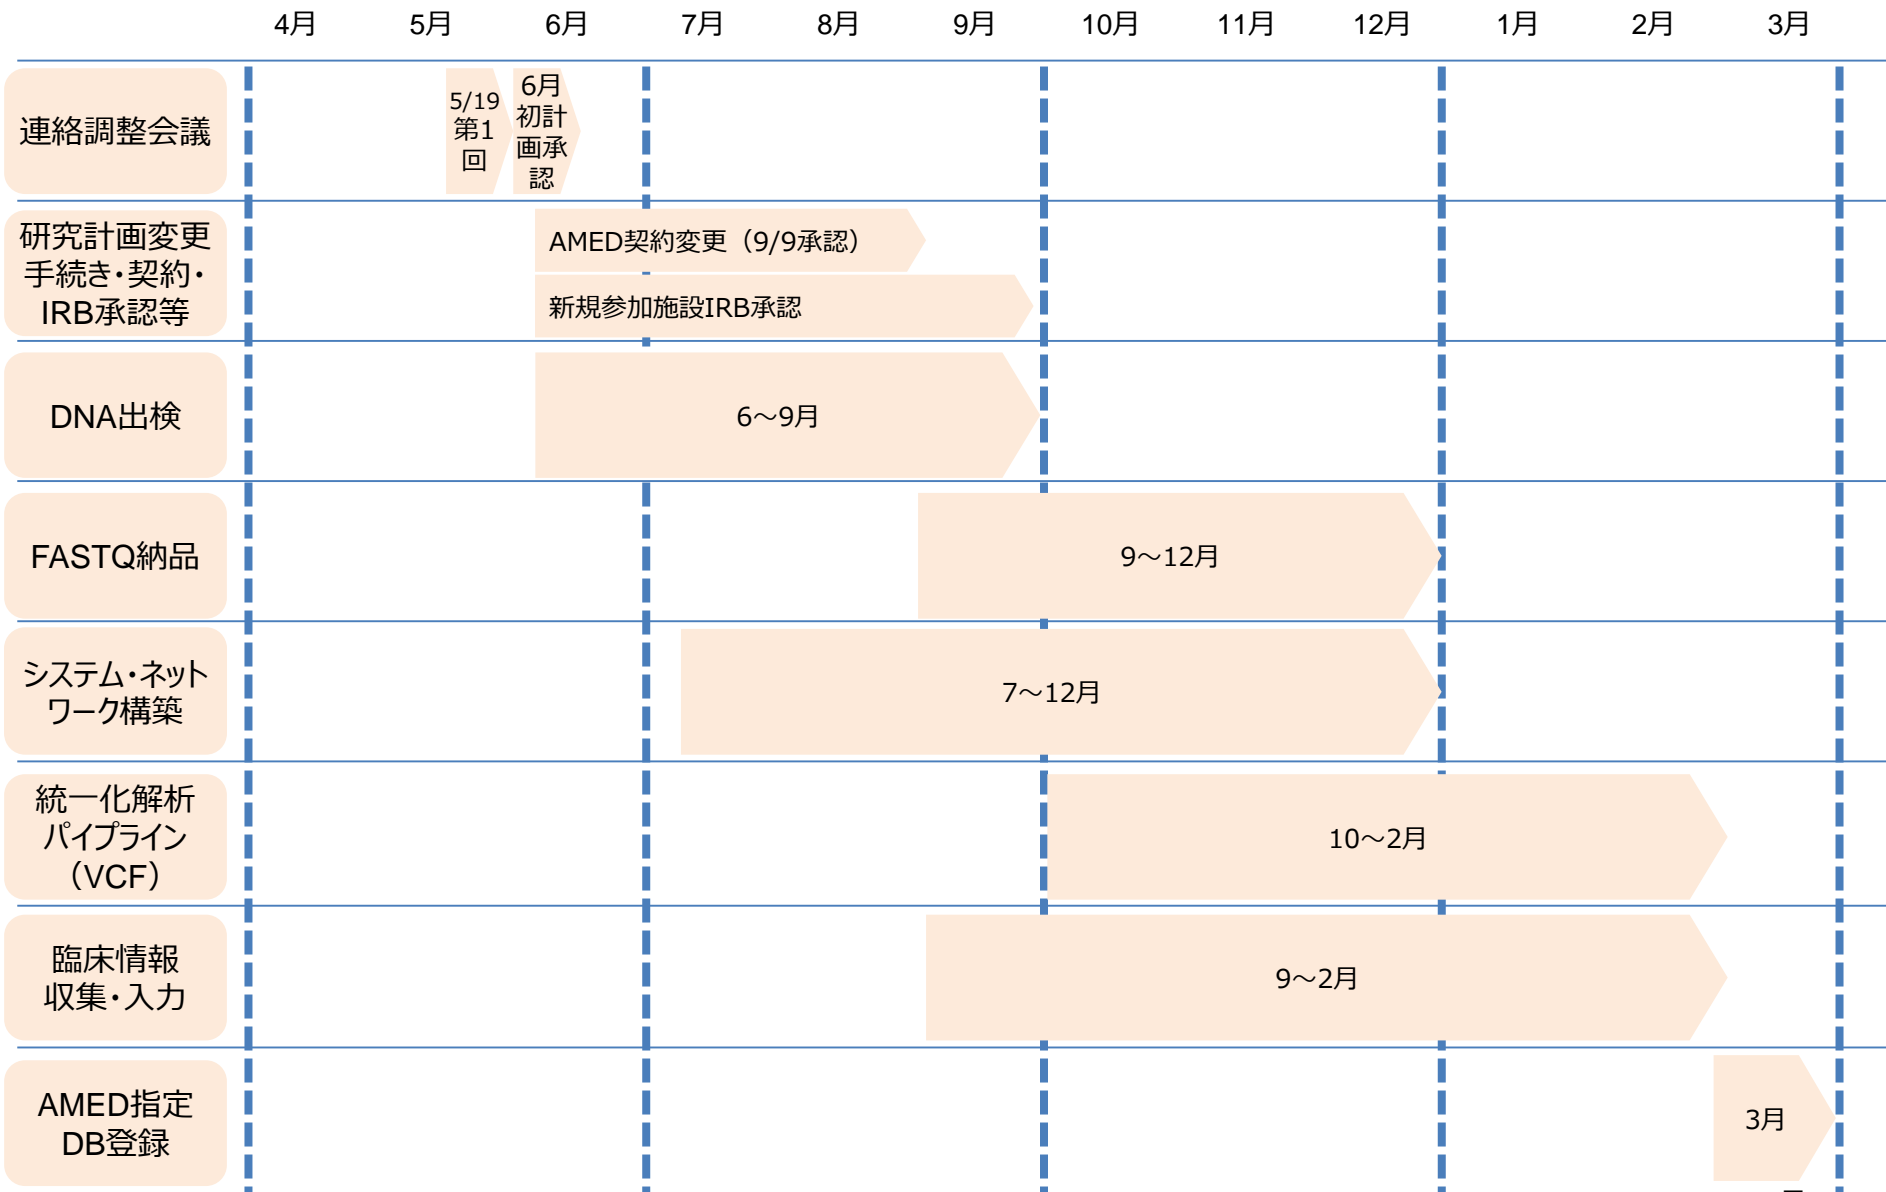 4月 5月 6月 7月 8月 9月 10月 11月 12月 1月 2月 3月
連絡調整会議
5/19
第1
回
6月
初計
画承
認
研究計画変更
手続き・契約・
IRB承認等
AMED契約変更（9/9承認）
新規参加施設IRB承認
DNA出検
6～9月
FASTQ納品
9～12月
システム・ネット
ワーク構築
7～12月
統一化解析
パイプライン
（VCF）
10～2月
臨床情報
収集・入力
9～2月
AMED指定
DB登録
3月